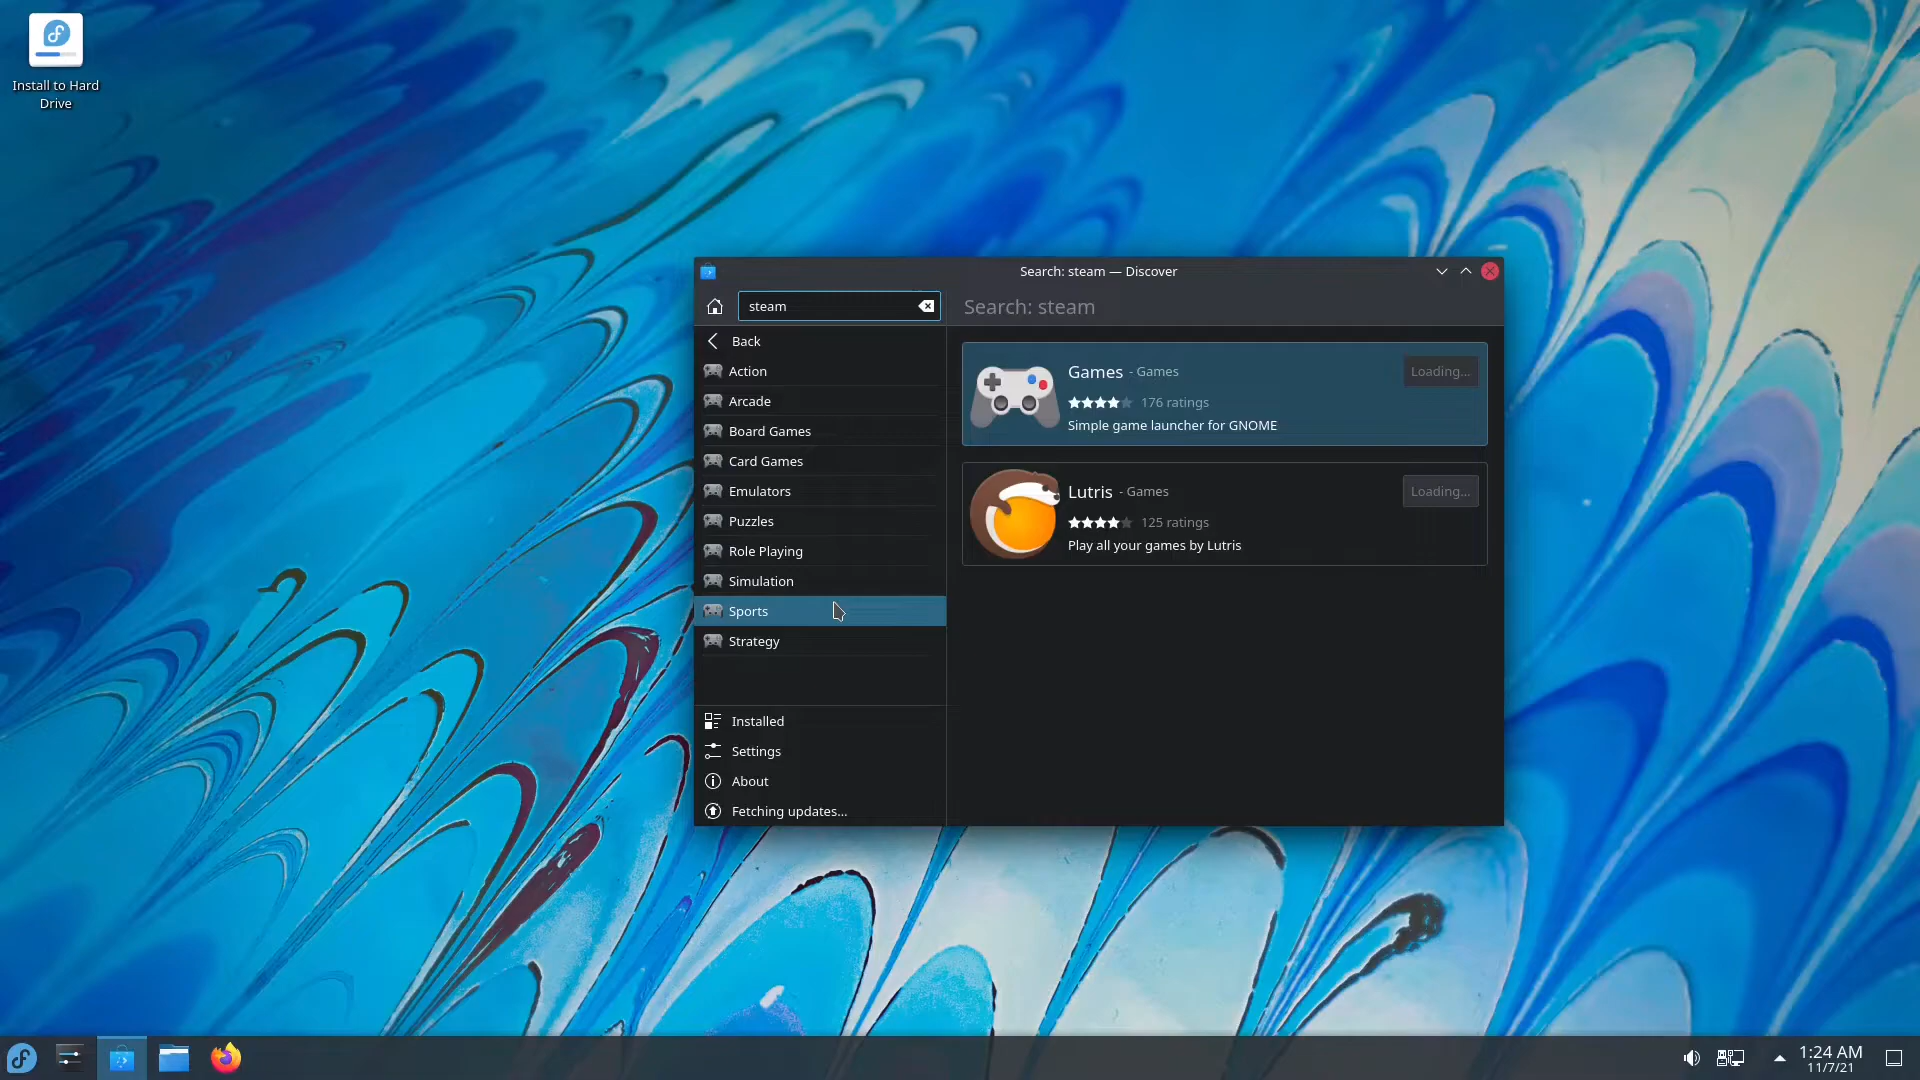 Install to Hard
Drive
Search: steam — Discover
steam
Search: steam
Back
Action
Arcade
Board Games
Card Games
Emulators
Puzzles
Role Playing
Simulation
Sports
Strategy
Installed
Settings
About
Fetching updates...
Games - Games
Loading...
176 ratings
Simple game launcher for GNOME
Lutris - Games
Loading...
125 ratings
Play all your games by Lutris
1:24 AM
11/7/21